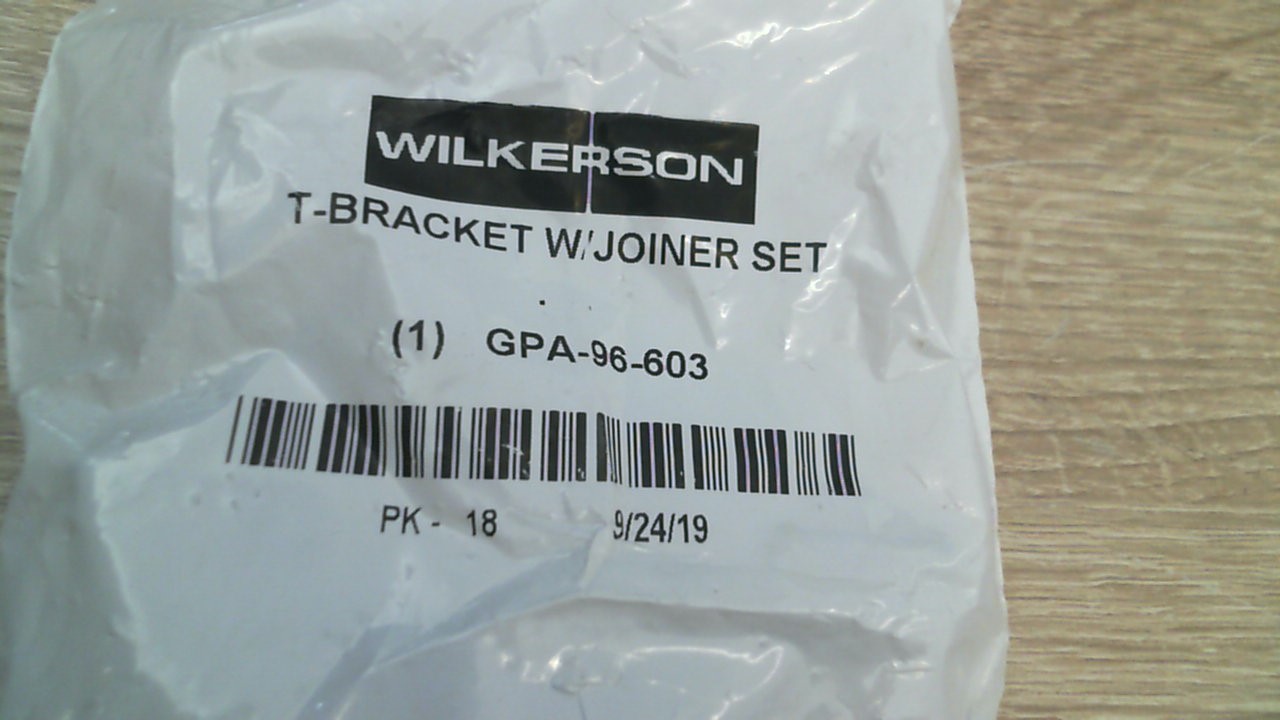 WILKERSON
T-BRACKET W/JOINER SET
(1) GPA-96-603
PK - 18 9/24/19